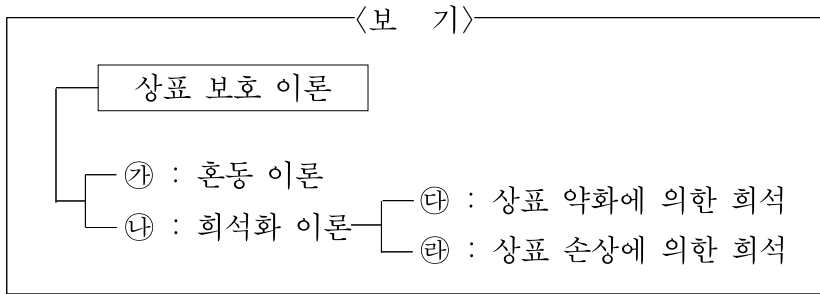 〈보 기〉
상표 보호 이론
㉮ : 혼동 이론
㉯ : 희석화 이론
㉰ : 상표 약화에 의한 희석
㉱ : 상표 손상에 의한 희석